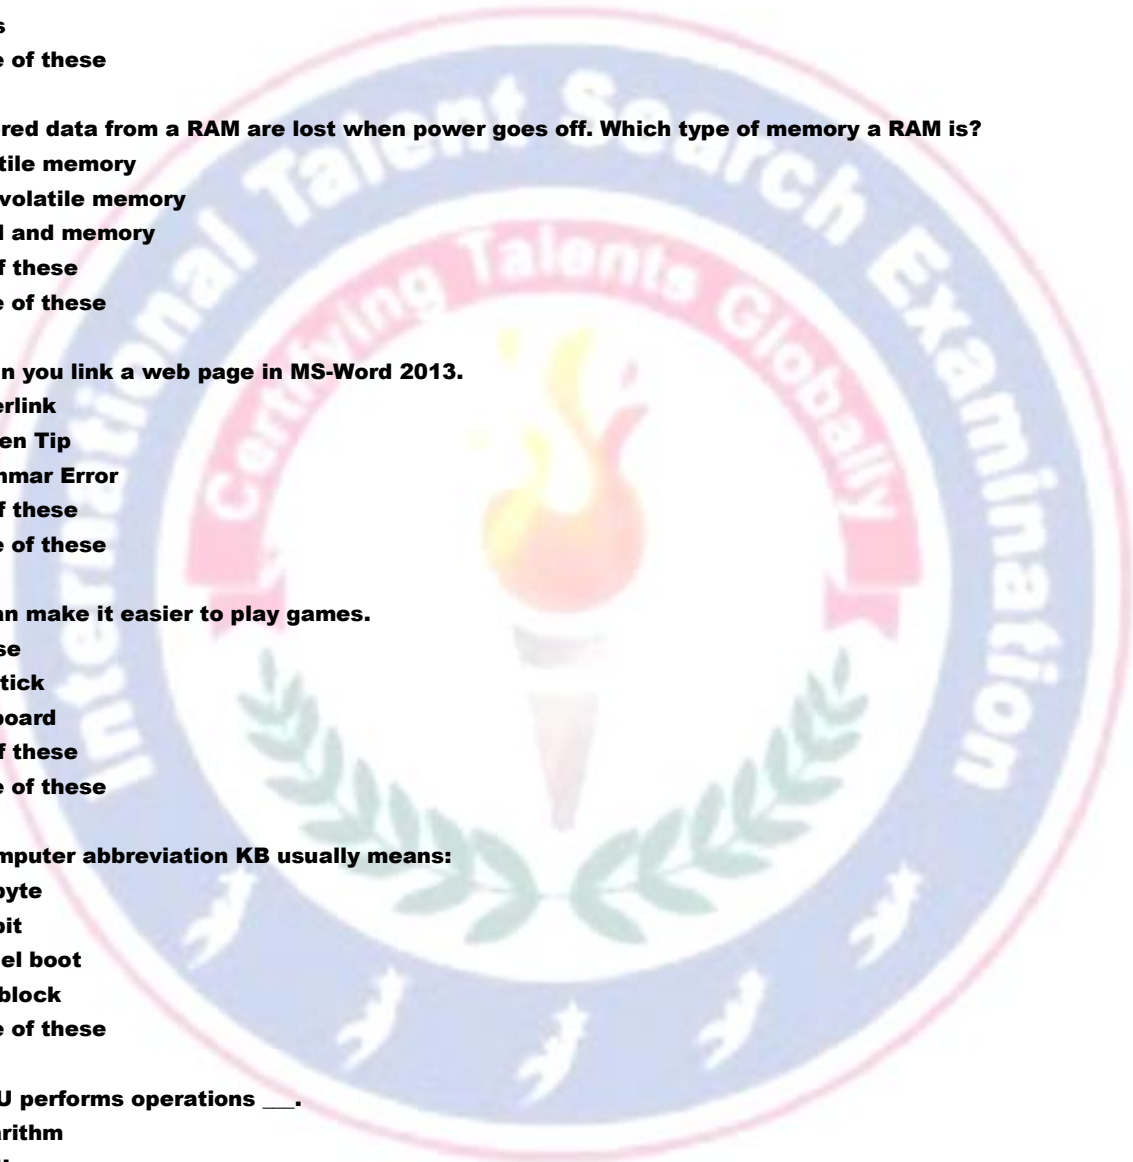 s
e of these
ored data from a RAM are lost when power goes off. Which type of memory a RAM is?
tile memory
volatile memory
d and memory
f these
e of these
n you link a web page in MS-Word 2013.
erlink
en Tip
nmar Error
f these
e of these
an make it easier to play games.
se
tick
board
f these
e of these
mputer abbreviation KB usually means:
byte
bit
el boot
block
e of these
U performs operations ___.
arithm
International Talent Search Examination
Certifying Talents Globally